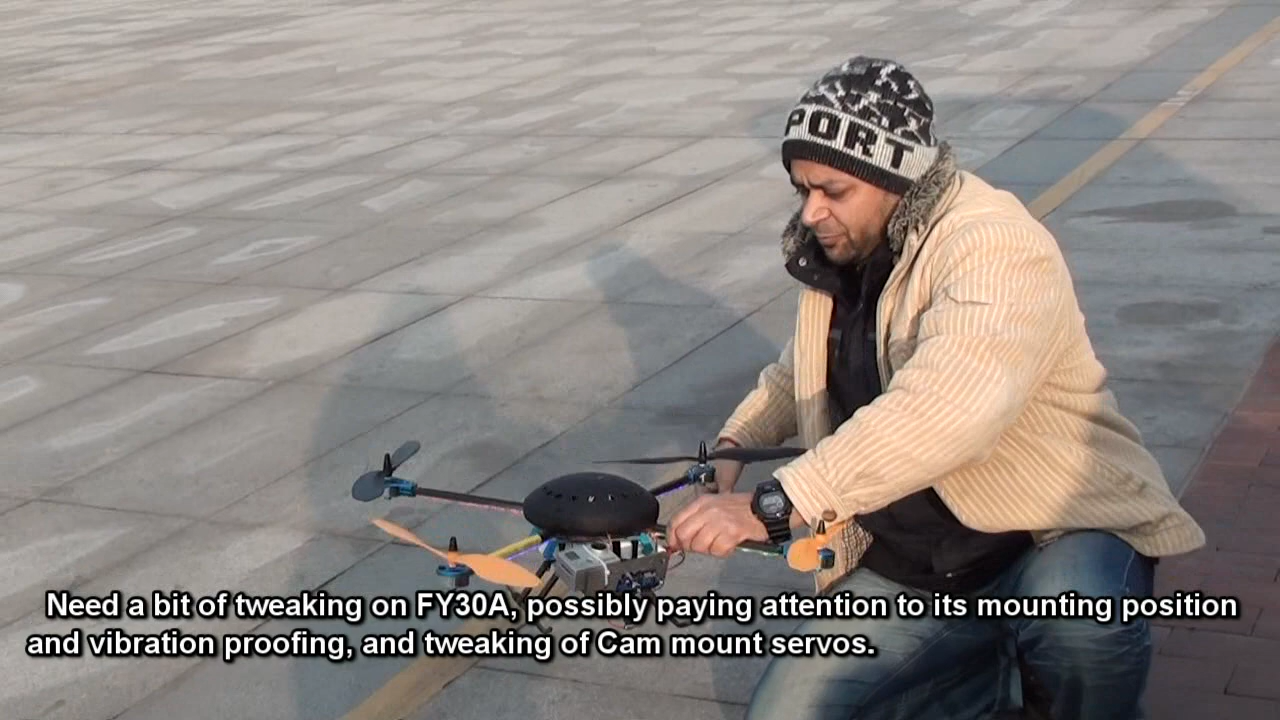 PORT
Need a bit of tweaking on FY30A, possibly paying attention to its mounting position
and vibration proofing, and tweaking of Cam mount servos.